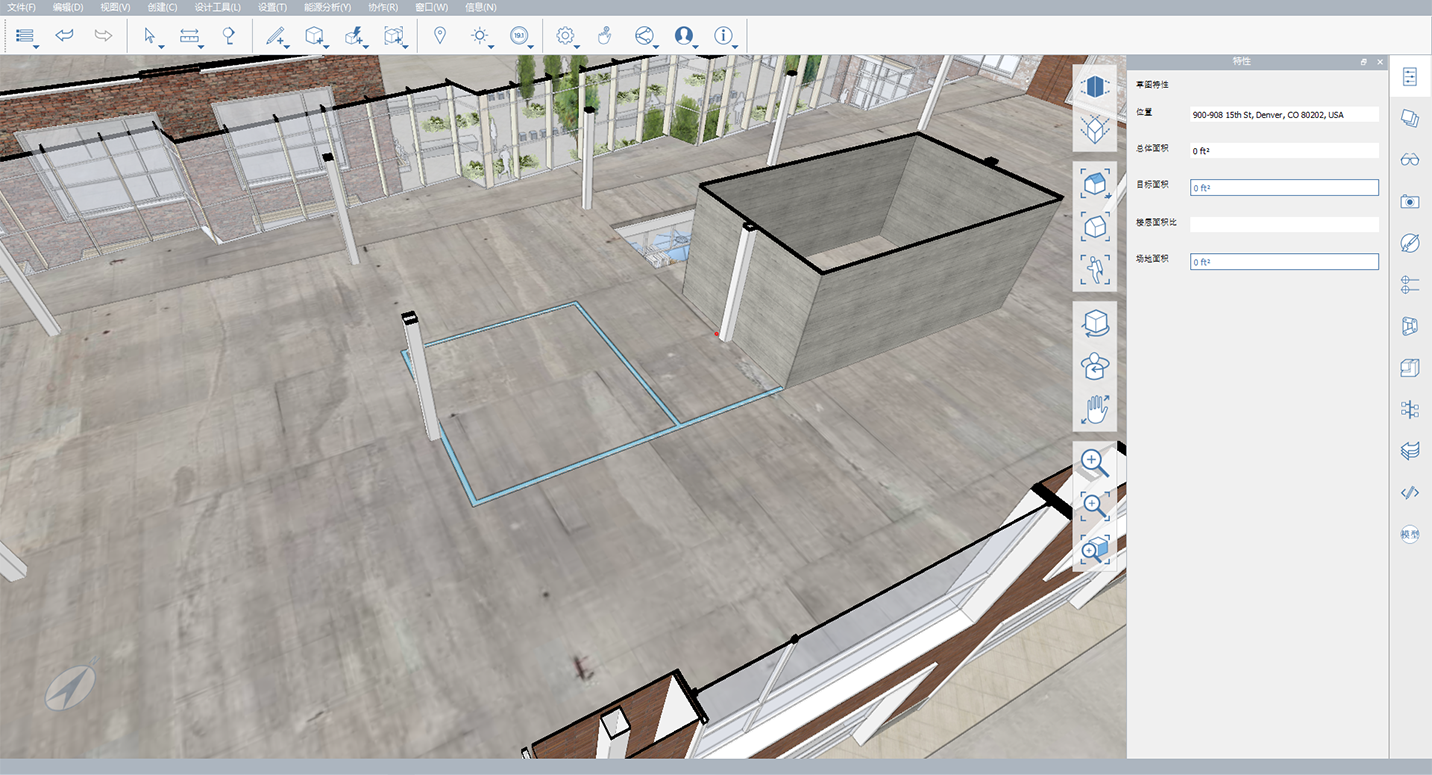 文件(F) 编辑(D) 视图(V) 创建(C) 设计工具(L) 设置(T) 能源分析(Y) 协作(R) 窗口(W) 信息(N)
19.1
特性
草图特性
位置 900-908 15th St, Denver, CO 80202, USA
总体面积 0 ft²
目标面积 0 ft²
楼层面积比
场地面积 0 ft²
模型